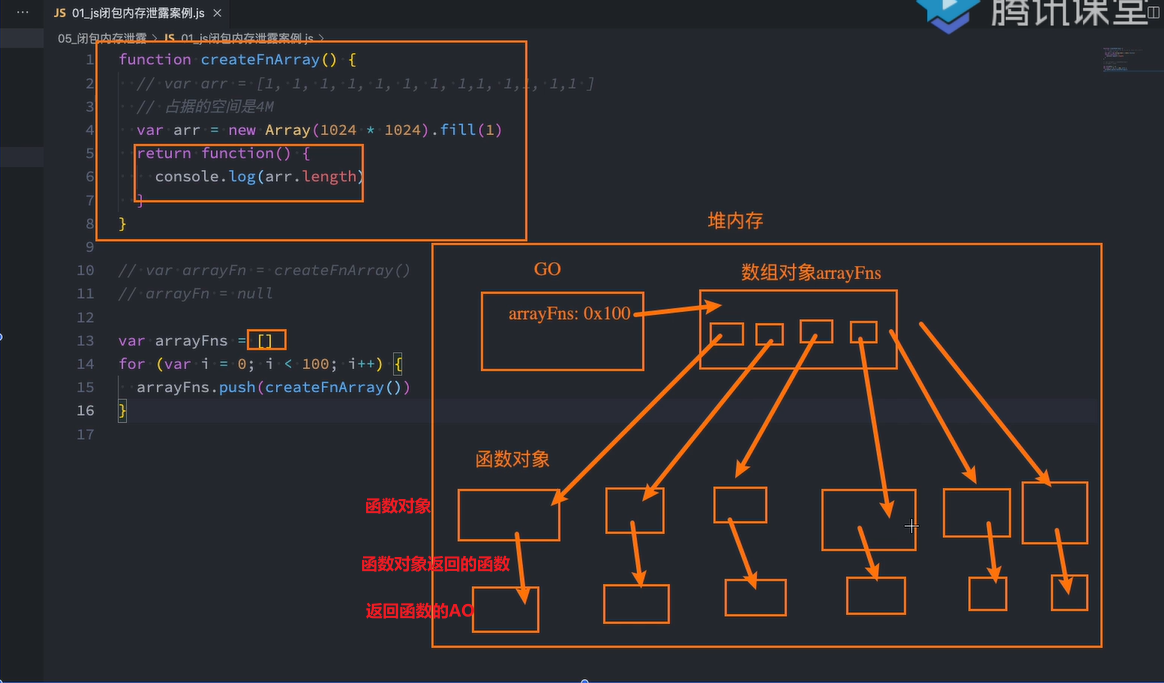 ··· JS 01_js闭包内存泄露案例.js ×
腾讯课堂
05_闭包内存泄露 > JS 01_js闭包内存泄露案例.js >
1 function createFnArray() {
2 // var arr = [1, 1, 1, 1, 1, 1, 1, 1,1, 1,1, 1,1 ]
3 // 占据的空间是4M
4 var arr = new Array(1024 * 1024).fill(1)
5 return function() {
6 console.log(arr.length)
7 }
8 }
9
10 // var arrayFn = createFnArray()
11 // arrayFn = null
12
13 var arrayFns = []
14 for (var i = 0; i < 100; i++) {
15 arrayFns.push(createFnArray())
16 }
17
堆内存
GO
数组对象arrayFns
arrayFns: 0x100
函数对象
函数对象
函数对象返回的函数
返回函数的AO